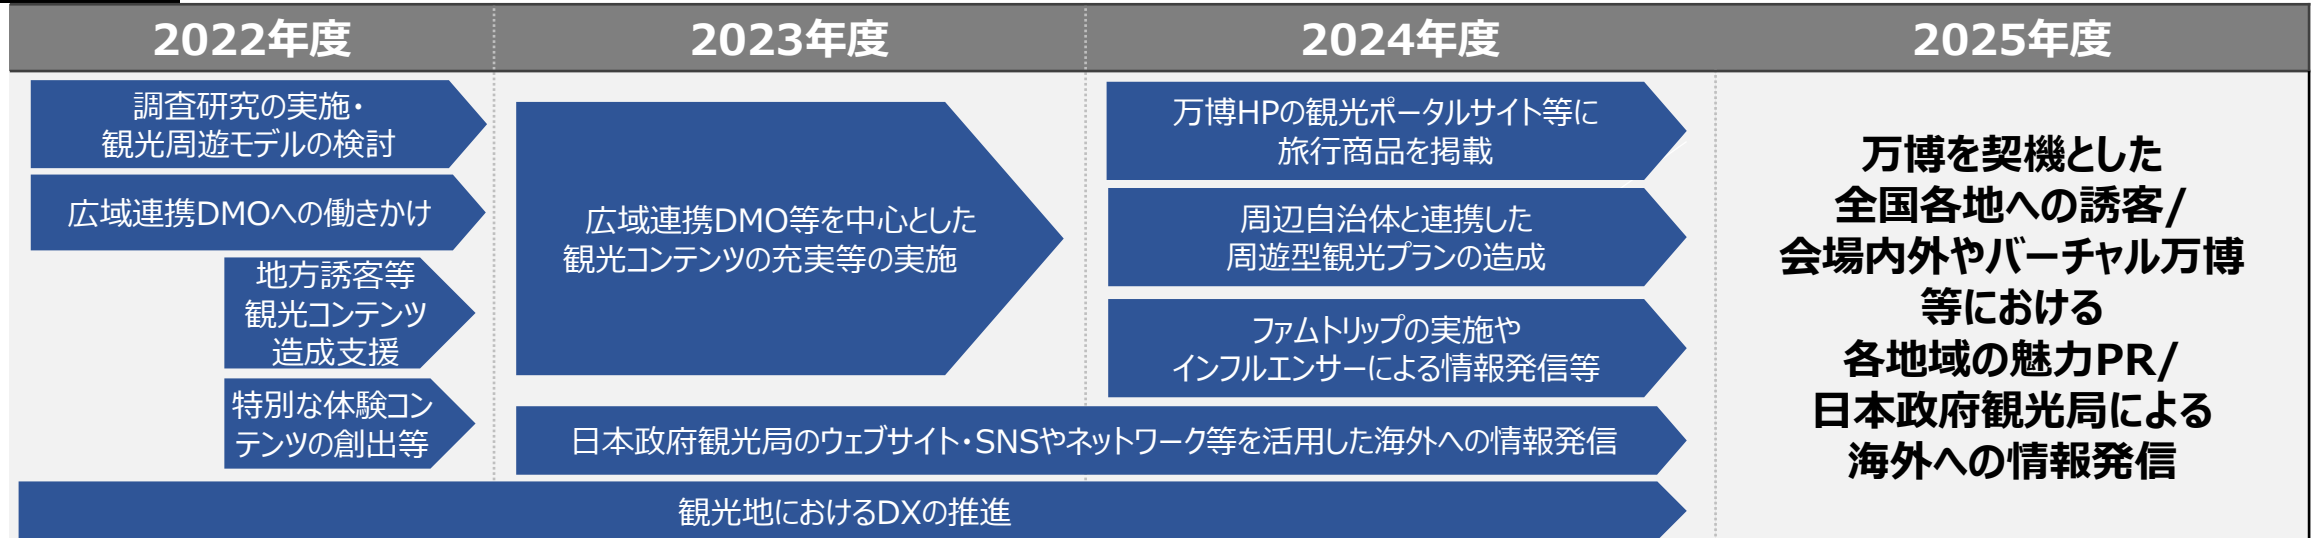 2022年度
2023年度
2024年度
2025年度
調査研究の実施・
観光周遊モデルの検討
広域連携DMOへの働きかけ
地方誘客等
観光コンテンツ
造成支援
特別な体験コン
テンツの創出等
広域連携DMO等を中心とした
観光コンテンツの充実等の実施
万博HPの観光ポータルサイト等に
旅行商品を掲載
周辺自治体と連携した
周遊型観光プランの造成
ファムトリップの実施や
インフルエンサーによる情報発信等
日本政府観光局のウェブサイト・SNSやネットワーク等を活用した海外への情報発信
観光地におけるDXの推進
万博を契機とした
全国各地への誘客/
会場内外やバーチャル万博
等における
各地域の魅力PR/
日本政府観光局による
海外への情報発信